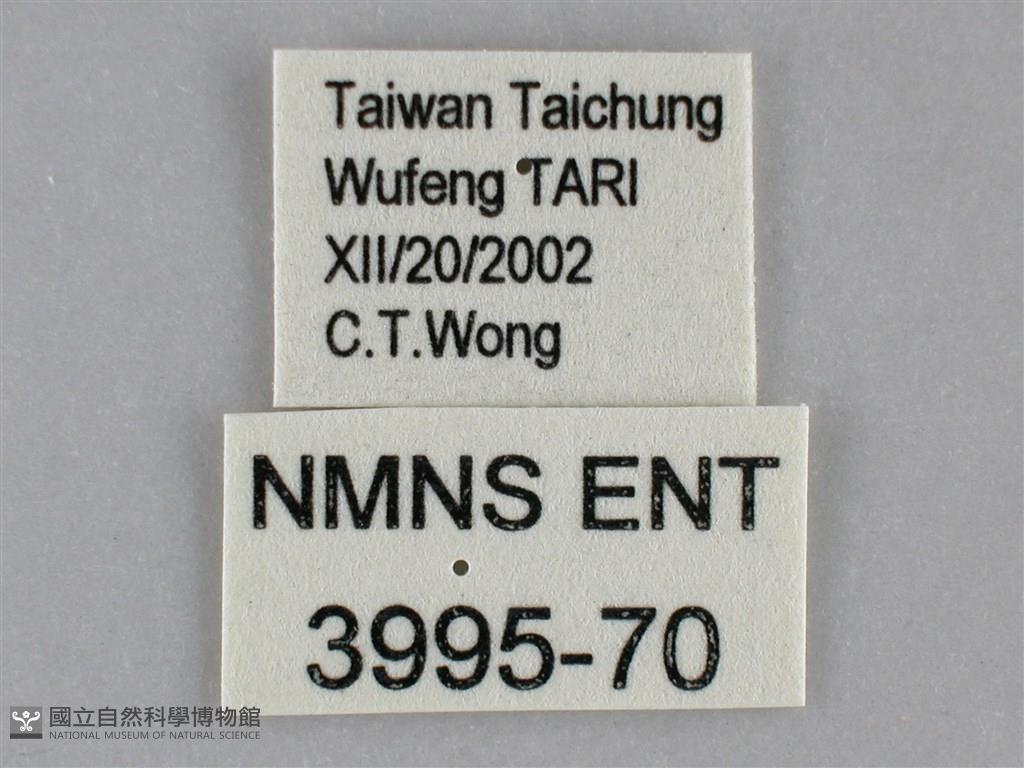 Taiwan Taichung
Wufeng TARI
XII/20/2002
C.T.Wong
NMNS ENT
3995-70
國立自然科學博物館
NATIONAL MUSEUM OF NATURAL SCIENCE